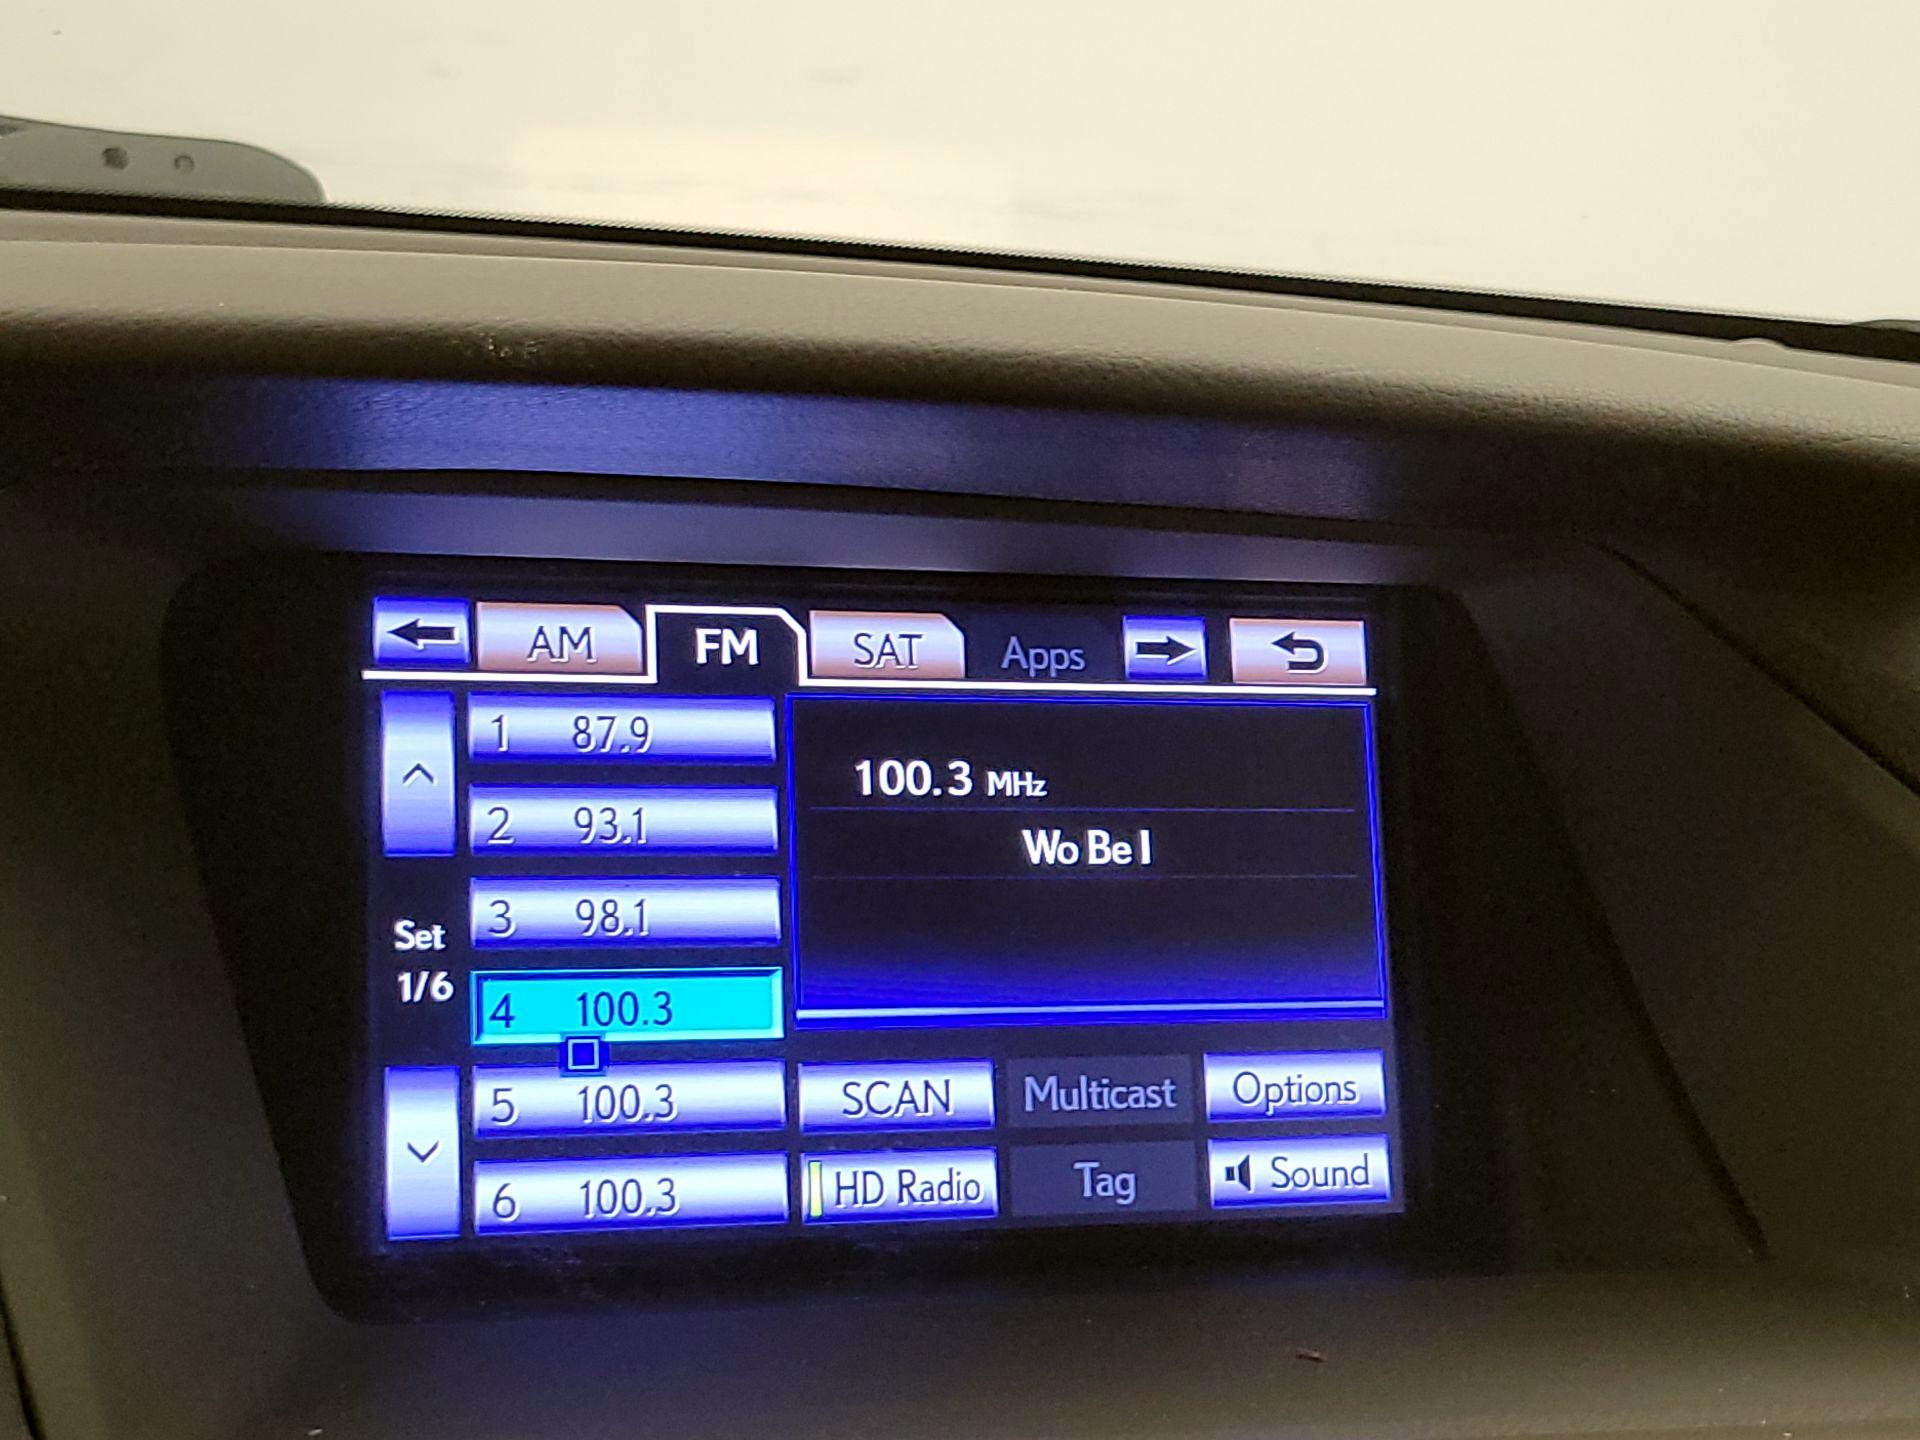 AM FM SAT Apps
1 87.9
2 93.1
3 98.1
4 100.3
5 100.3
6 100.3
Set
1/6
100.3 MHz
Wo Be I
SCAN Multicast Options
HD Radio Tag Sound